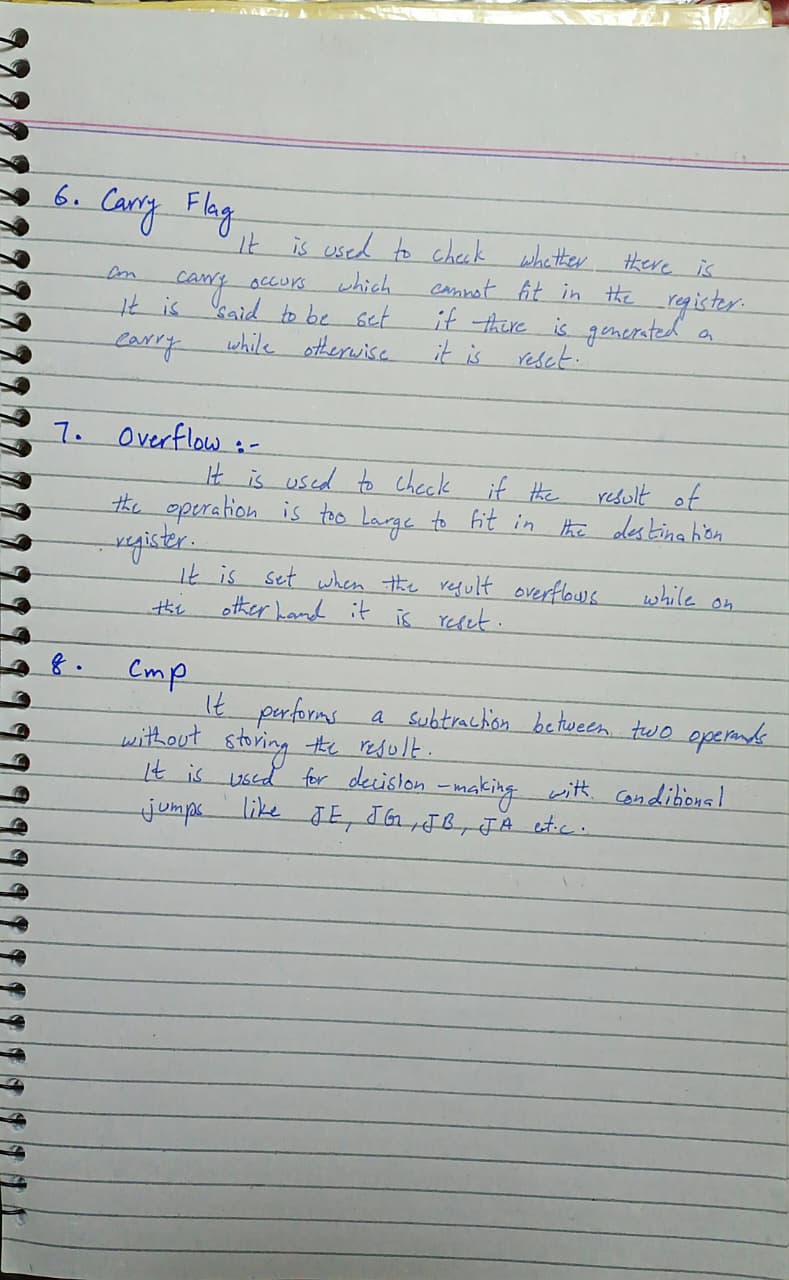 6. Carry Flag
It is used to check whether there is
an carry occurs which cannot fit in the register.
It is said to be set if there is generated a
carry while otherwise it is reset.
7. Overflow :-
It is used to check if the result of
the operation is too Large to fit in the destination
register.
It is set when the result overflows while on
the other hand it is reset.
8. Cmp
It performs a subtraction between two operands
without storing the result.
It is used for decision-making with conditional
jumps like JE, JG, JB, JA etc.